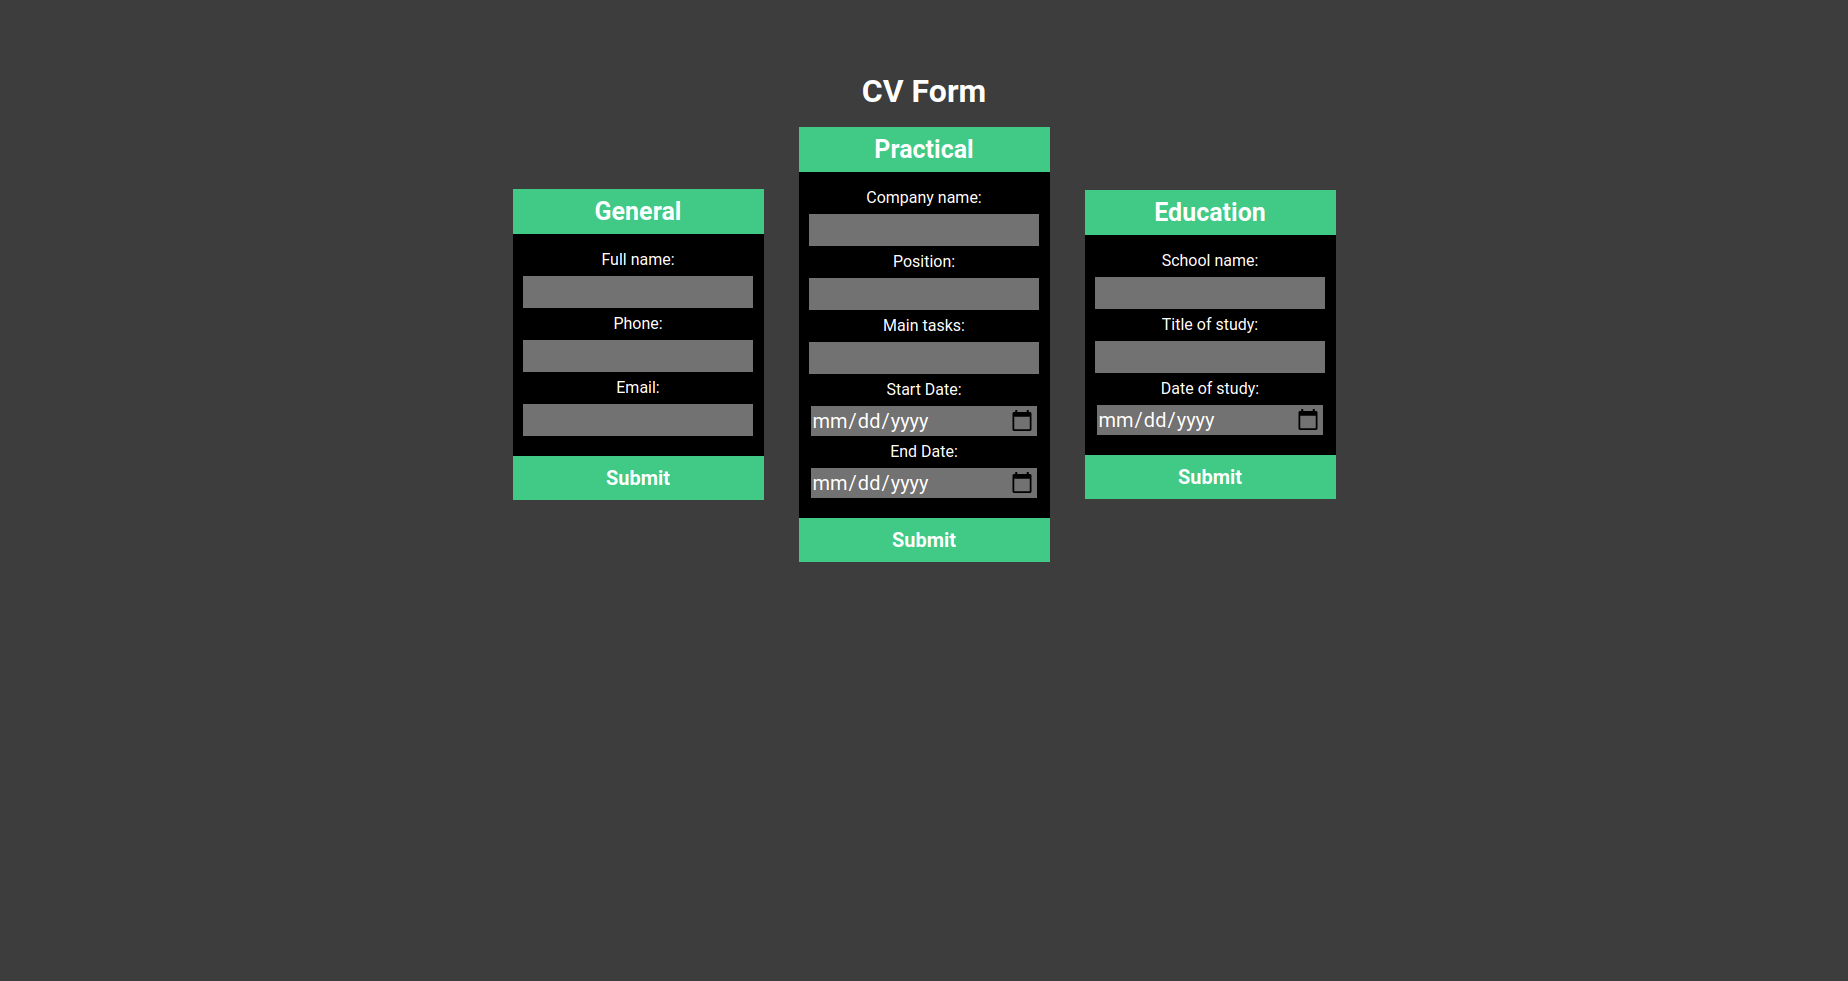 CV Form
General
Full name:
Phone:
Email:
Submit
Practical
Company name:
Position:
Main tasks:
Start Date:
mm/dd/yyyy
End Date:
mm/dd/yyyy
Submit
Education
School name:
Title of study:
Date of study:
mm/dd/yyyy
Submit